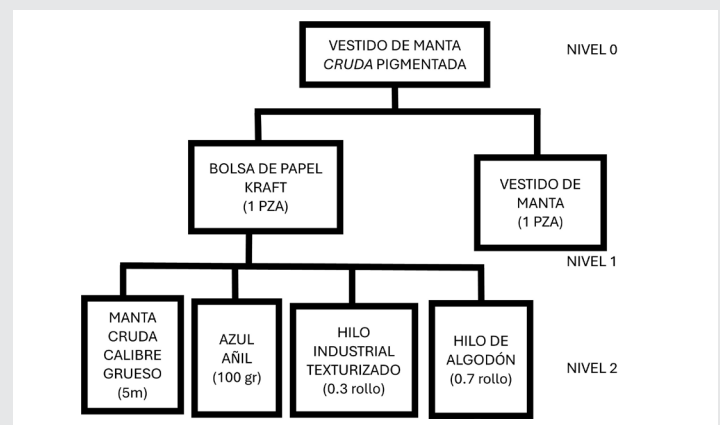 VESTIDO DE MANTA
CRUDA PIGMENTADA
NIVEL 0
BOLSA DE PAPEL
KRAFT
(1 PZA)
VESTIDO DE
MANTA
(1 PZA)
NIVEL 1
MANTA
CRUDA
CALIBRE
GRUESO
(5m)
AZUL
AÑIL
(100 gr)
HILO
INDUSTRIAL
TEXTURIZADO
(0.3 rollo)
HILO DE
ALGODÓN
(0.7 rollo)
NIVEL 2